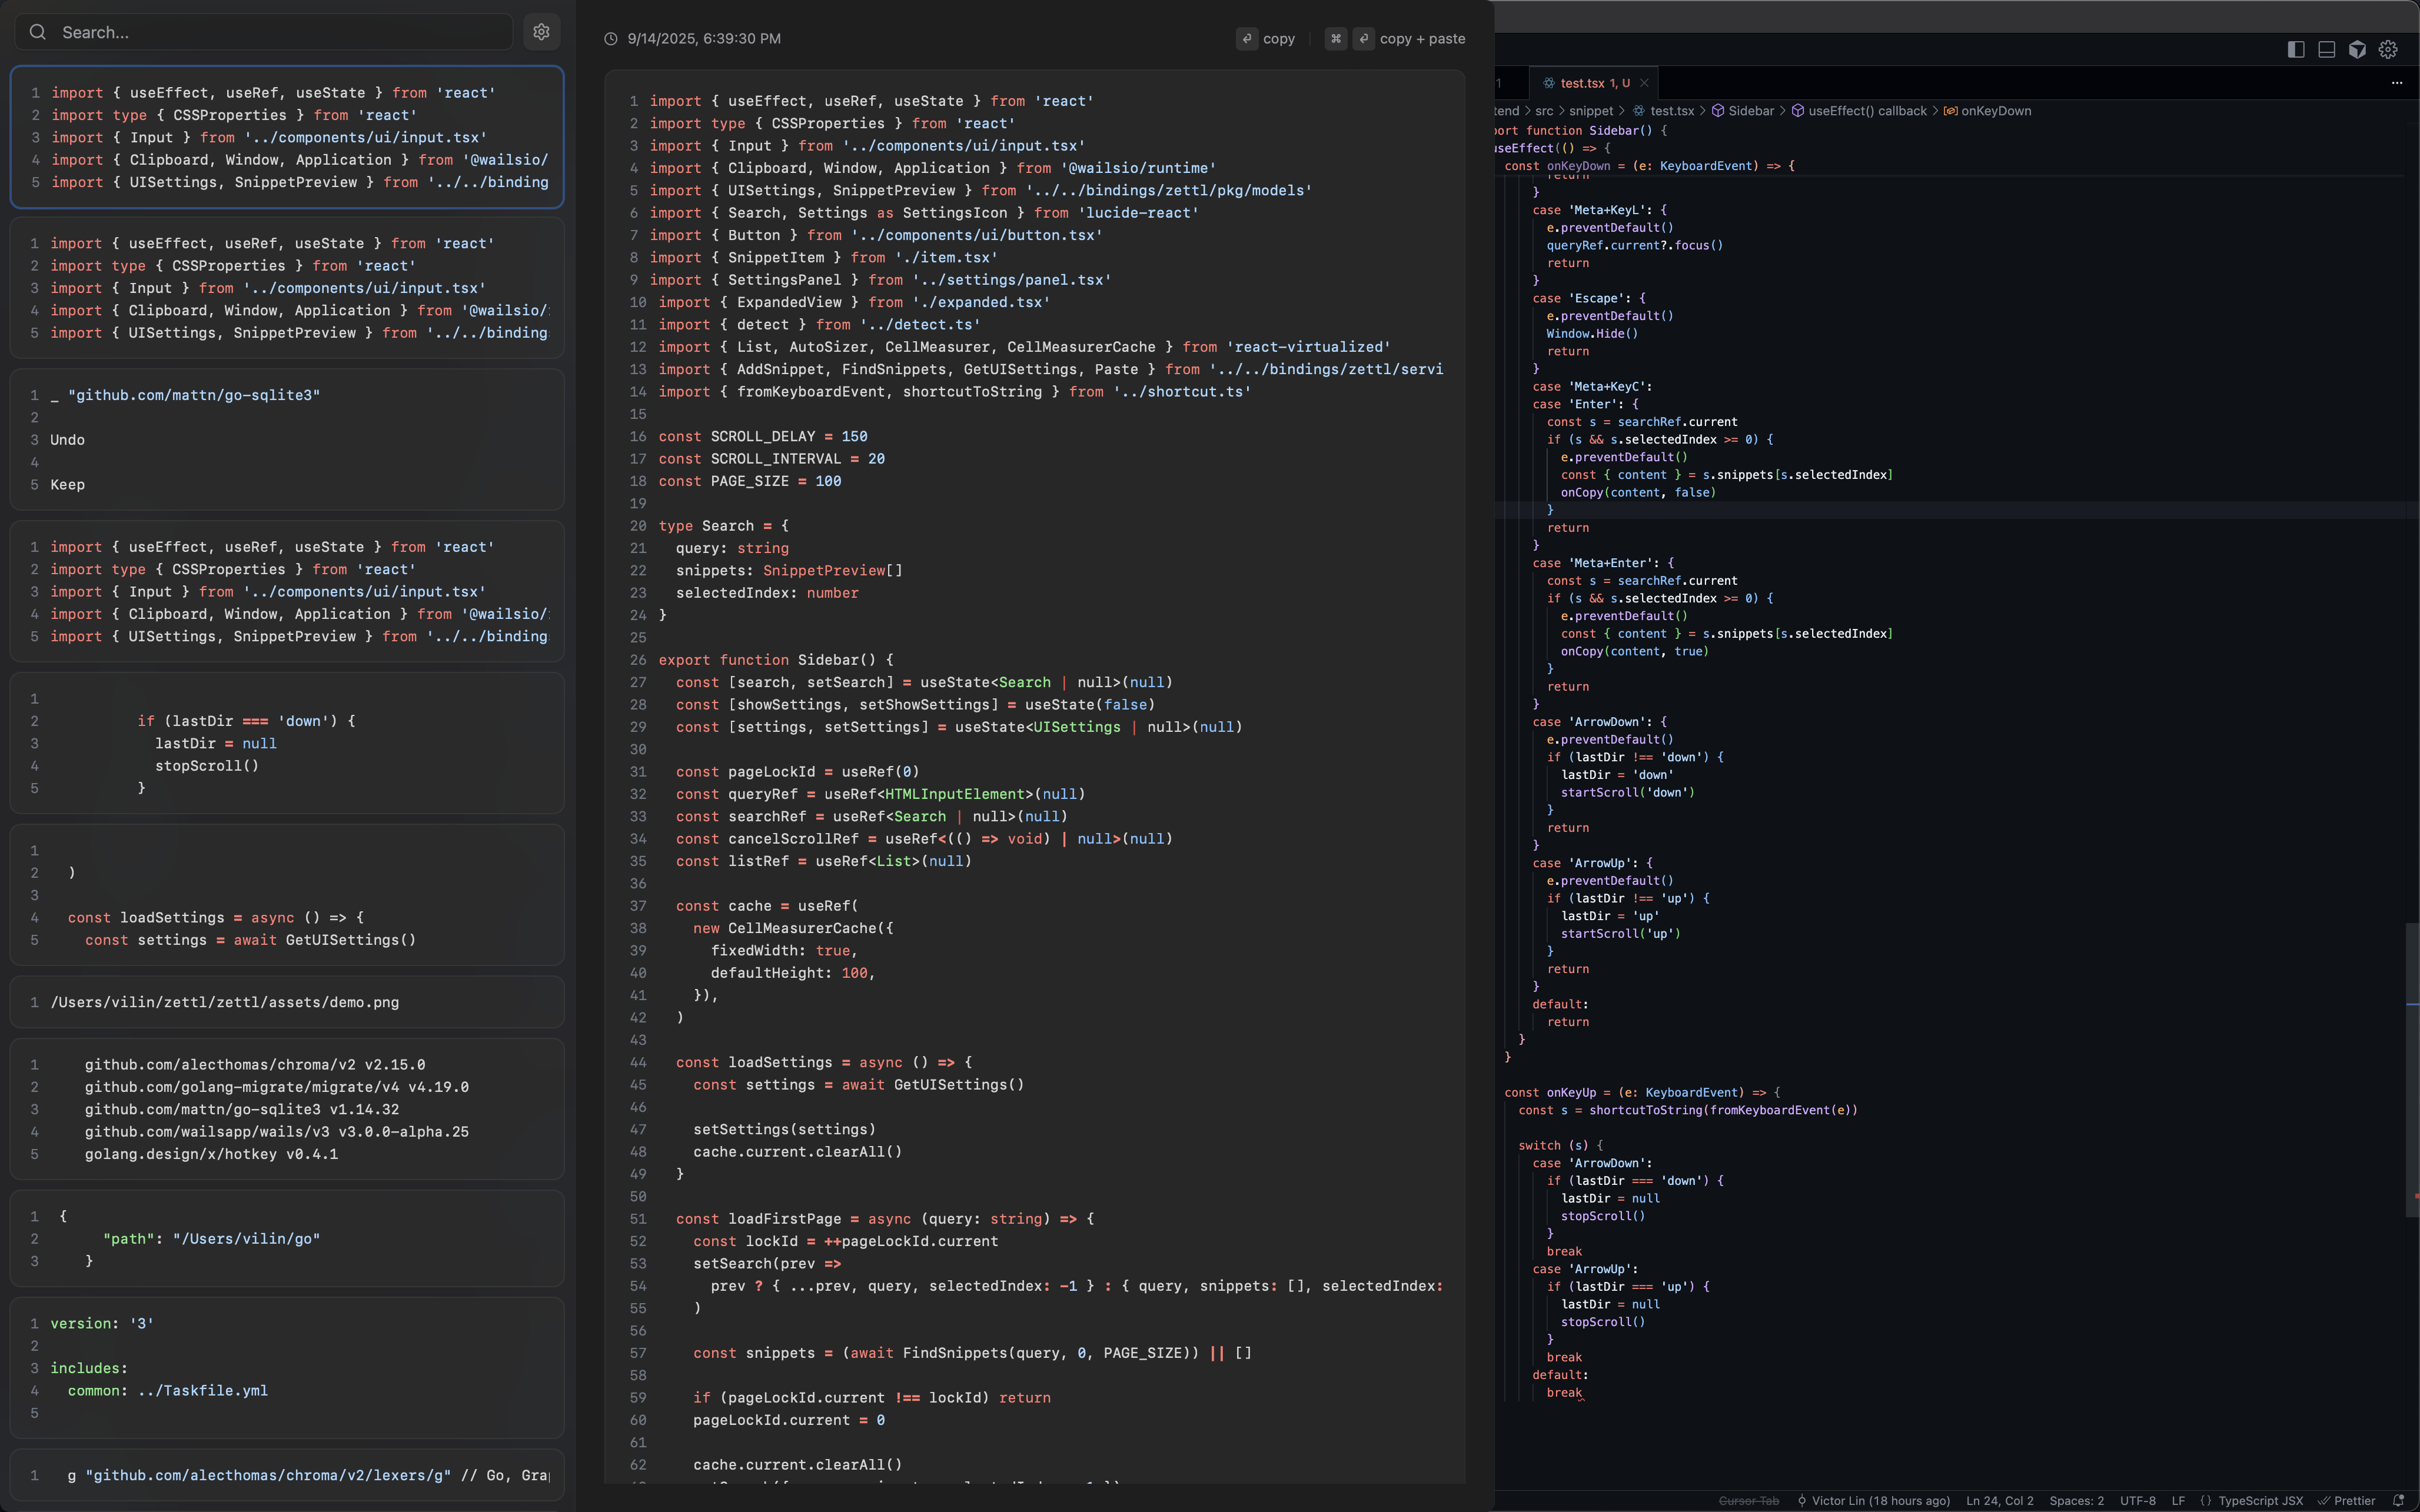 Search...
1 import { useEffect, useRef, useState } from 'react'
2 import type { CSSProperties } from 'react'
3 import { Input } from '../components/ui/input.tsx'
4 import { Clipboard, Window, Application } from '@wailsio/
5 import { UISettings, SnippetPreview } from '../../binding
1 import { useEffect, useRef, useState } from 'react'
2 import type { CSSProperties } from 'react'
3 import { Input } from '../components/ui/input.tsx'
4 import { Clipboard, Window, Application } from '@wailsio/
5 import { UISettings, SnippetPreview } from '../../binding
1 _ "github.com/mattn/go-sqlite3"
2
3 Undo
4
5 Keep
1 import { useEffect, useRef, useState } from 'react'
2 import type { CSSProperties } from 'react'
3 import { Input } from '../components/ui/input.tsx'
4 import { Clipboard, Window, Application } from '@wailsio/
5 import { UISettings, SnippetPreview } from '../../binding
1
2 if (lastDir === 'down') {
3 lastDir = null
4 stopScroll()
5 }
1
2 )
3
4 const loadSettings = async () => {
5 const settings = await GetUISettings()
1 /Users/vilin/zettl/zettl/assets/demo.png
1 github.com/alecthomas/chroma/v2 v2.15.0
2 github.com/golang-migrate/migrate/v4 v4.19.0
3 github.com/mattn/go-sqlite3 v1.14.32
4 github.com/wailsapp/wails/v3 v3.0.0-alpha.25
5 golang.design/x/hotkey v0.4.1
1 {
2 "path": "/Users/vilin/go"
3 }
1 version: '3'
2
3 includes:
4 common: ../Taskfile.yml
5
1 g "github.com/alecthomas/chroma/v2/lexers/g" // Go, Gra
9/14/2025, 6:39:30 PM
copy
⌘ copy + paste
1 import { useEffect, useRef, useState } from 'react'
2 import type { CSSProperties } from 'react'
3 import { Input } from '../components/ui/input.tsx'
4 import { Clipboard, Window, Application } from '@wailsio/runtime'
5 import { UISettings, SnippetPreview } from '../../bindings/zettl/pkg/models'
6 import { Search, Settings as SettingsIcon } from 'lucide-react'
7 import { Button } from '../components/ui/button.tsx'
8 import { SnippetItem } from './item.tsx'
9 import { SettingsPanel } from '../settings/panel.tsx'
10 import { ExpandedView } from './expanded.tsx'
11 import { detect } from '../detect.ts'
12 import { List, AutoSizer, CellMeasurer, CellMeasurerCache } from 'react-virtualized'
13 import { AddSnippet, FindSnippets, GetUISettings, Paste } from '../../bindings/zettl/servi
14 import { fromKeyboardEvent, shortcutToString } from '../shortcut.ts'
15
16 const SCROLL_DELAY = 150
17 const SCROLL_INTERVAL = 20
18 const PAGE_SIZE = 100
19
20 type Search = {
21 query: string
22 snippets: SnippetPreview[]
23 selectedIndex: number
24 }
25
26 export function Sidebar() {
27 const [search, setSearch] = useState<Search | null>(null)
28 const [showSettings, setShowSettings] = useState(false)
29 const [settings, setSettings] = useState<UISettings | null>(null)
30
31 const pageLockId = useRef(0)
32 const queryRef = useRef<HTMLInputElement>(null)
33 const searchRef = useRef<Search | null>(null)
34 const cancelScrollRef = useRef<(() => void) | null>(null)
35 const listRef = useRef<List>(null)
36
37 const cache = useRef(
38 new CellMeasurerCache({
39 fixedWidth: true,
40 defaultHeight: 100,
41 }),
42 )
43
44 const loadSettings = async () => {
45 const settings = await GetUISettings()
46
47 setSettings(settings)
48 cache.current.clearAll()
49 }
50
51 const loadFirstPage = async (query: string) => {
52 const lockId = ++pageLockId.current
53 setSearch(prev =>
54 prev ? { ...prev, query, selectedIndex: -1 } : { query, snippets: [], selectedIndex:
55 )
56
57 const snippets = (await FindSnippets(query, 0, PAGE_SIZE)) || []
58
59 if (pageLockId.current !== lockId) return
60 pageLockId.current = 0
61
62 cache.current.clearAll()
1
test.tsx 1, U
...
tend > src > snippet > test.tsx > Sidebar > useEffect() callback > onKeyDown
port function Sidebar() {
useEffect(() => {
const onKeyDown = (e: KeyboardEvent) => {
return
}
case 'Meta+KeyL': {
e.preventDefault()
queryRef.current?.focus()
return
}
case 'Escape': {
e.preventDefault()
Window.Hide()
return
}
case 'Meta+KeyC':
case 'Enter': {
const s = searchRef.current
if (s && s.selectedIndex >= 0) {
e.preventDefault()
const { content } = s.snippets[s.selectedIndex]
onCopy(content, false)
}
return
}
case 'Meta+Enter': {
const s = searchRef.current
if (s && s.selectedIndex >= 0) {
e.preventDefault()
const { content } = s.snippets[s.selectedIndex]
onCopy(content, true)
}
return
}
case 'ArrowDown': {
e.preventDefault()
if (lastDir !== 'down') {
lastDir = 'down'
startScroll('down')
}
return
}
case 'ArrowUp': {
e.preventDefault()
if (lastDir !== 'up') {
lastDir = 'up'
startScroll('up')
}
return
}
default:
return
}
}
const onKeyUp = (e: KeyboardEvent) => {
const s = shortcutToString(fromKeyboardEvent(e))
switch (s) {
case 'ArrowDown':
if (lastDir === 'down') {
lastDir = null
stopScroll()
}
break
case 'ArrowUp':
if (lastDir === 'up') {
lastDir = null
stopScroll()
}
break
default:
break
Cursor Tab Victor Lin (18 hours ago) Ln 24, Col 2 Spaces: 2 UTF-8 LF {} TypeScript JSX Prettier